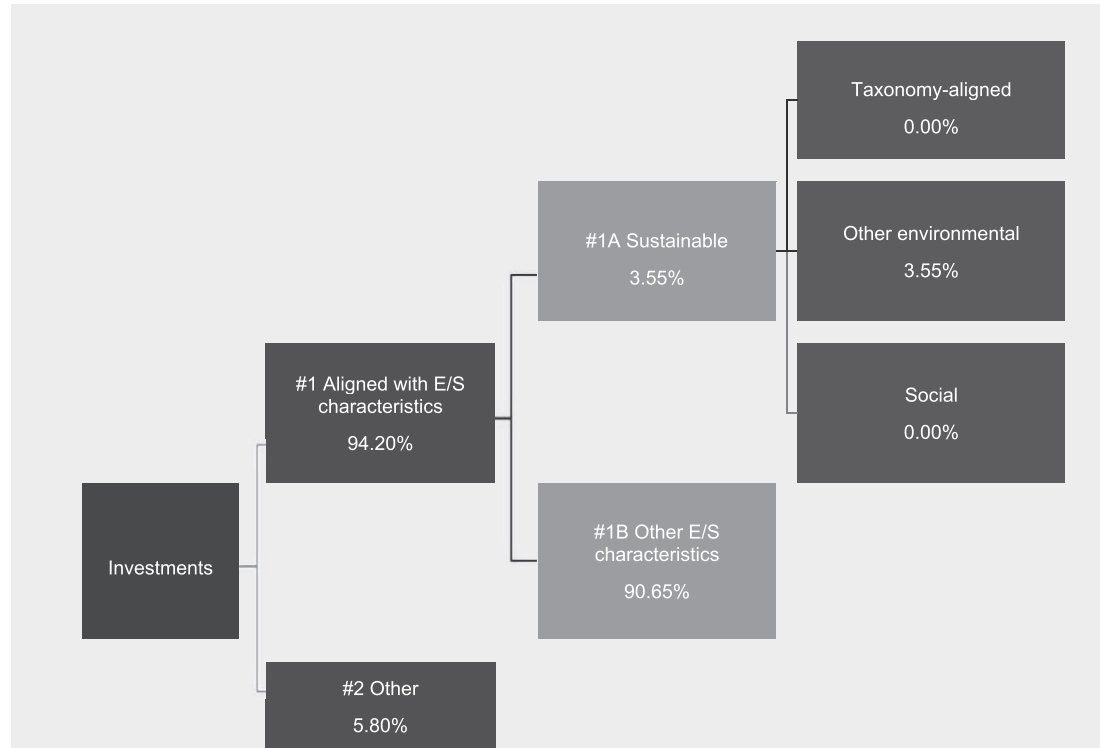 Taxonomy-aligned
0.00%
#1A Sustainable
3.55%
Other environmental
3.55%
#1 Aligned with E/S
characteristics
94.20%
Social
0.00%
Investments
#1B Other E/S
characteristics
90.65%
#2 Other
5.80%